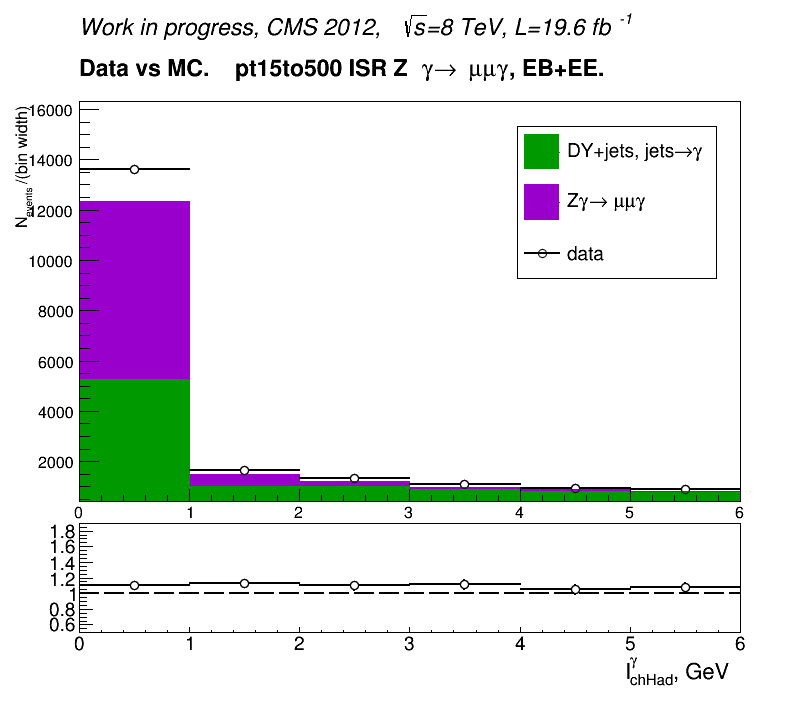 Work in progress, CMS 2012, √s=8 TeV, L=19.6 fb -1
Data vs MC. pt15to500 ISR Z γ→ μμγ, EB+EE.
N events /(bin width)
16000
14000
12000
10000
8000
6000
4000
2000
DY+jets, jets→γ
Zγ→ μμγ
data
0 1 2 3 4 5 6
1.8
1.6
1.4
1.2
1
0.8
0.6
0 1 2 3 4 5 6
I γ chHad, GeV